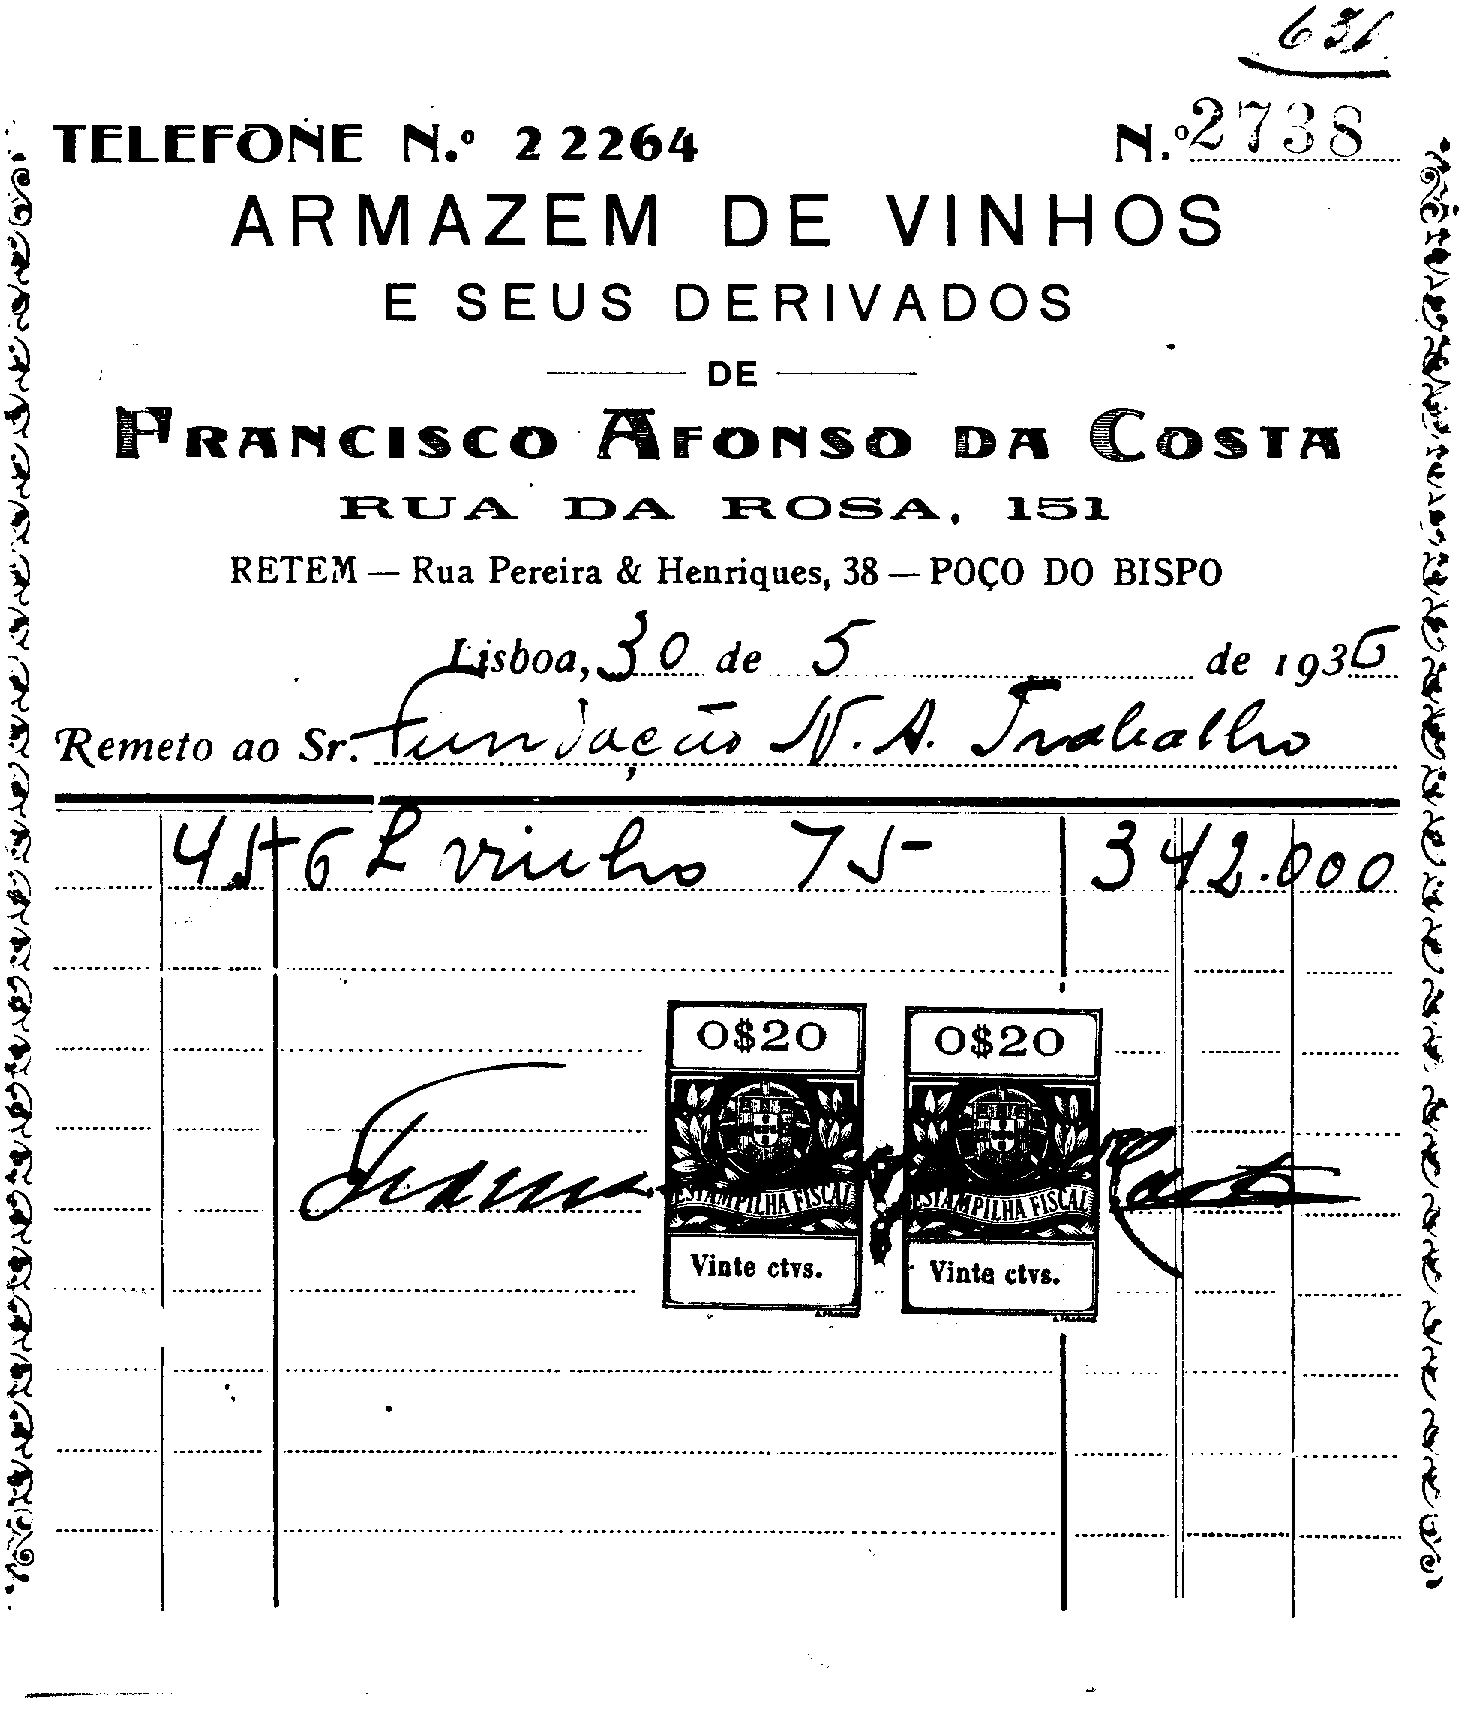 631
TELEFONE N.º 22264
N.º 2738
ARMAZEM DE VINHOS
E SEUS DERIVADOS
DE
FRANCISCO AFONSO DA COSTA
RUA DA ROSA, 151
RETEM — Rua Pereira & Henriques, 38 — POÇO DO BISPO
Lisboa, 30 de 5 de 1936
Remeto ao Sr. Fundação N. A. Trabalho
456 L vinho 75- 342.000
O$20 O$20
ESTAMPILHA FISCAL ESTAMPILHA FISCAL
Vinte ctvs. Vinte ctvs.
Costa